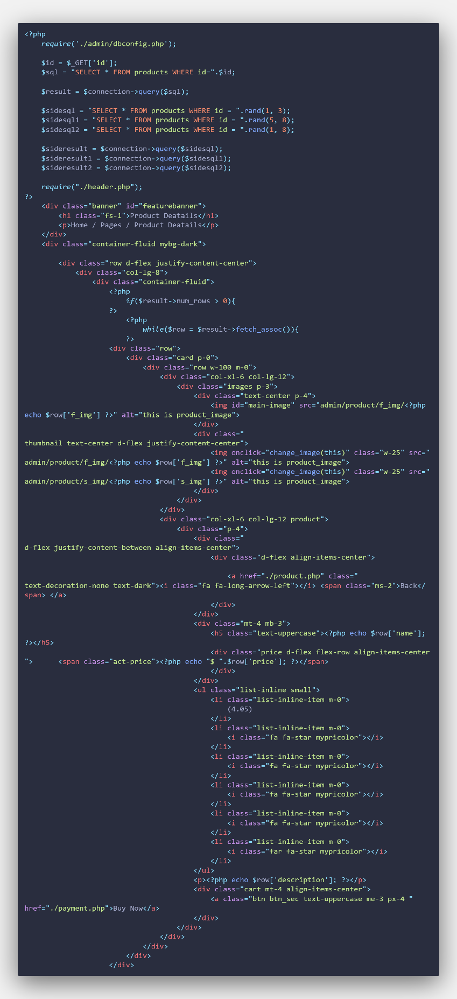 <?php
    require('./admin/dbconfig.php');

    $id = $_GET['id'];
    $sql = "SELECT * FROM products WHERE id=".$id;

    $result = $connection->query($sql);

    $sidesql = "SELECT * FROM products WHERE id = ".rand(1, 3);
    $sidesql1 = "SELECT * FROM products WHERE id = ".rand(5, 8);
    $sidesql2 = "SELECT * FROM products WHERE id = ".rand(1, 8);

    $sideresult = $connection->query($sidesql);
    $sideresult1 = $connection->query($sidesql1);
    $sideresult2 = $connection->query($sidesql2);

    require("./header.php");
?>
    <div class="banner" id="featurebanner">
        <h1 class="fs-1">Product Deatails</h1>
        <p>Home / Pages / Product Deatails</p>
    </div>
    <div class="container-fluid mybg-dark">

        <div class="row d-flex justify-content-center">
            <div class="col-lg-8">
                <div class="container-fluid">
                    <?php
                        if($result->num_rows > 0){
                    ?>
                        <?php
                            while($row = $result->fetch_assoc()){
                        ?>
                    <div class="row">
                        <div class="card p-0">
                            <div class="row w-100 m-0">
                                <div class="col-xl-6 col-lg-12">
                                    <div class="images p-3">
                                        <div class="text-center p-4">
                                            <img id="main-image" src="admin/product/f_img/<?php
echo $row['f_img'] ?>" alt="this is product_image">
                                        </div>
                                        <div class="
thumbnail text-center d-flex justify-content-center">
                                            <img onclick="change_image(this)" class="w-25" src="
admin/product/f_img/<?php echo $row['f_img'] ?>" alt="this is product_image">
                                            <img onclick="change_image(this)" class="w-25" src="
admin/product/s_img/<?php echo $row['s_img'] ?>" alt="this is product_image">
                                        </div>
                                    </div>
                                </div>
                                <div class="col-xl-6 col-lg-12 product">
                                    <div class="p-4">
                                        <div class="
d-flex justify-content-between align-items-center">
                                            <div class="d-flex align-items-center">

                                                <a href="./product.php" class="
text-decoration-none text-dark"><i class="fa fa-long-arrow-left"></i> <span class="ms-2">Back</
span> </a>
                                            </div>
                                        </div>
                                        <div class="mt-4 mb-3">
                                            <h5 class="text-uppercase"><?php echo $row['name'];
?></h5>
                                            <div class="price d-flex flex-row align-items-center
">      <span class="act-price"><?php echo "$ ".$row['price']; ?></span>
                                            </div>
                                        </div>
                                        <ul class="list-inline small">
                                            <li class="list-inline-item m-0">
                                                (4.05)
                                            </li>
                                            <li class="list-inline-item m-0">
                                                <i class="fa fa-star mypricolor"></i>
                                            </li>
                                            <li class="list-inline-item m-0">
                                                <i class="fa fa-star mypricolor"></i>
                                            </li>
                                            <li class="list-inline-item m-0">
                                                <i class="fa fa-star mypricolor"></i>
                                            </li>
                                            <li class="list-inline-item m-0">
                                                <i class="fa fa-star mypricolor"></i>
                                            </li>
                                            <li class="list-inline-item m-0">
                                                <i class="far fa-star mypricolor"></i>
                                            </li>
                                        </ul>
                                        <p><?php echo $row['description']; ?></p>
                                        <div class="cart mt-4 align-items-center">
                                            <a class="btn btn_sec text-uppercase me-3 px-4 "
href="./payment.php">Buy Now</a>
                                        </div>
                                    </div>
                                </div>
                            </div>
                        </div>
                    </div>